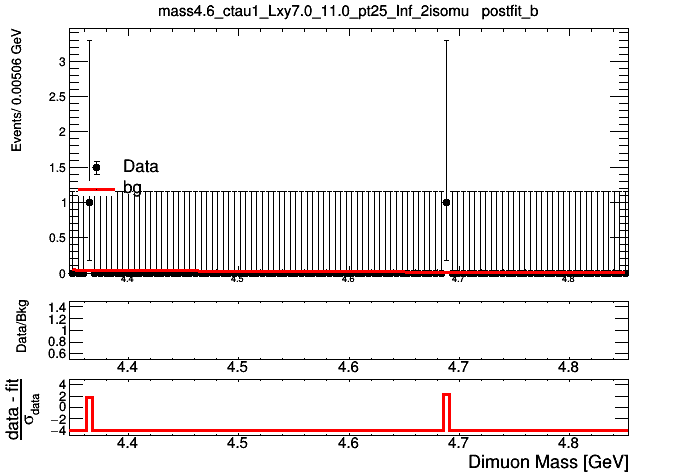 mass4.6_ctau1_Lxy7.0_11.0_pt25_Inf_2isomu postfit_b
Events/ 0.00506 GeV
3
2.5
2
1.5
1
0.5
0
Data
bg
4.4 4.5 4.6 4.7 4.8
Data/Bkg
1.4
1.2
1
0.8
0.6
4.4 4.5 4.6 4.7 4.8
data - fit
σdata
4
2
0
−2
−4
4.4 4.5 4.6 4.7 4.8
Dimuon Mass [GeV]